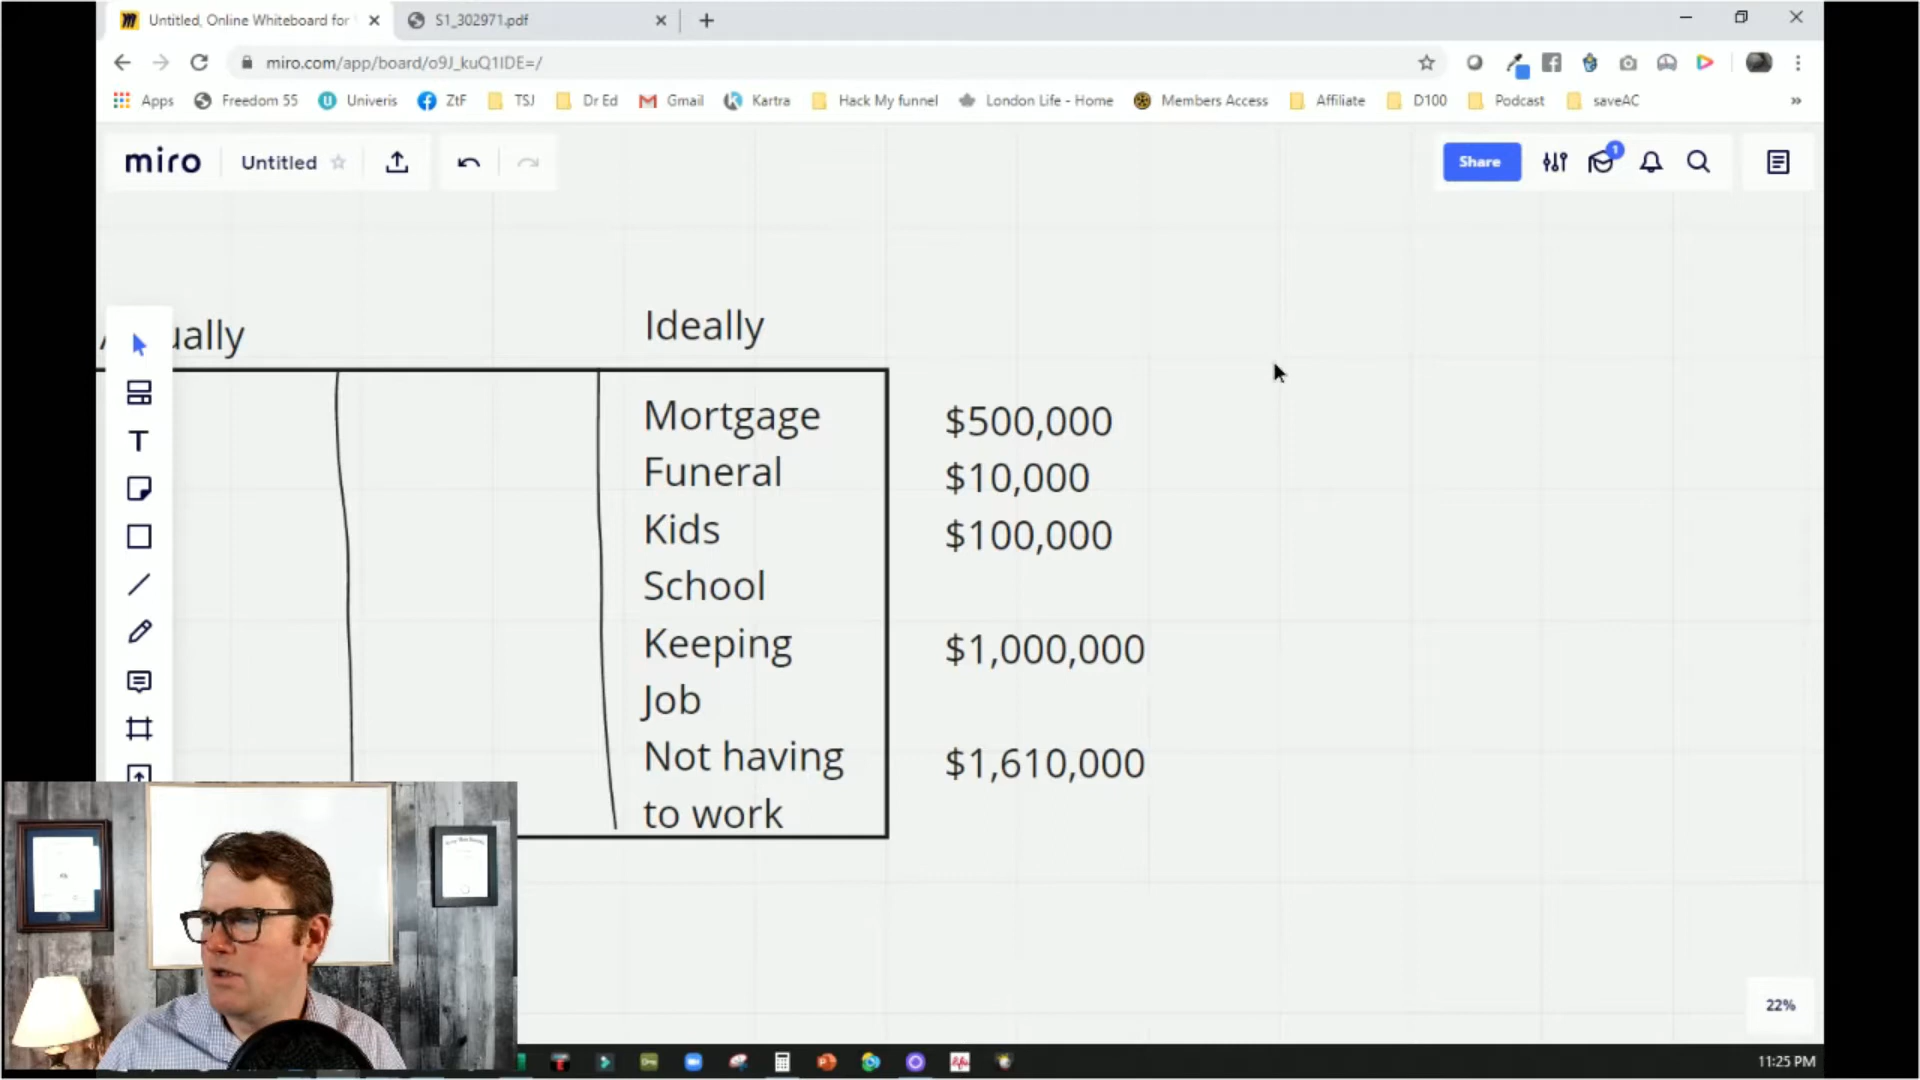 Untitled, Online Whiteboard for
S1_302971.pdf
miro.com/app/board/o9J_kuQ1IDE=/
Apps
Freedom 55
Univeris
ZtF
TSJ
Dr Ed
Gmail
Kartra
Hack My funnel
London Life - Home
Members Access
Affiliate
D100
Podcast
saveAC
miro
Untitled
Share
1
ually
Ideally
Mortgage
$500,000
Funeral
$10,000
Kids
$100,000
School
Keeping
$1,000,000
Job
Not having
$1,610,000
to work
22%
11:25 PM